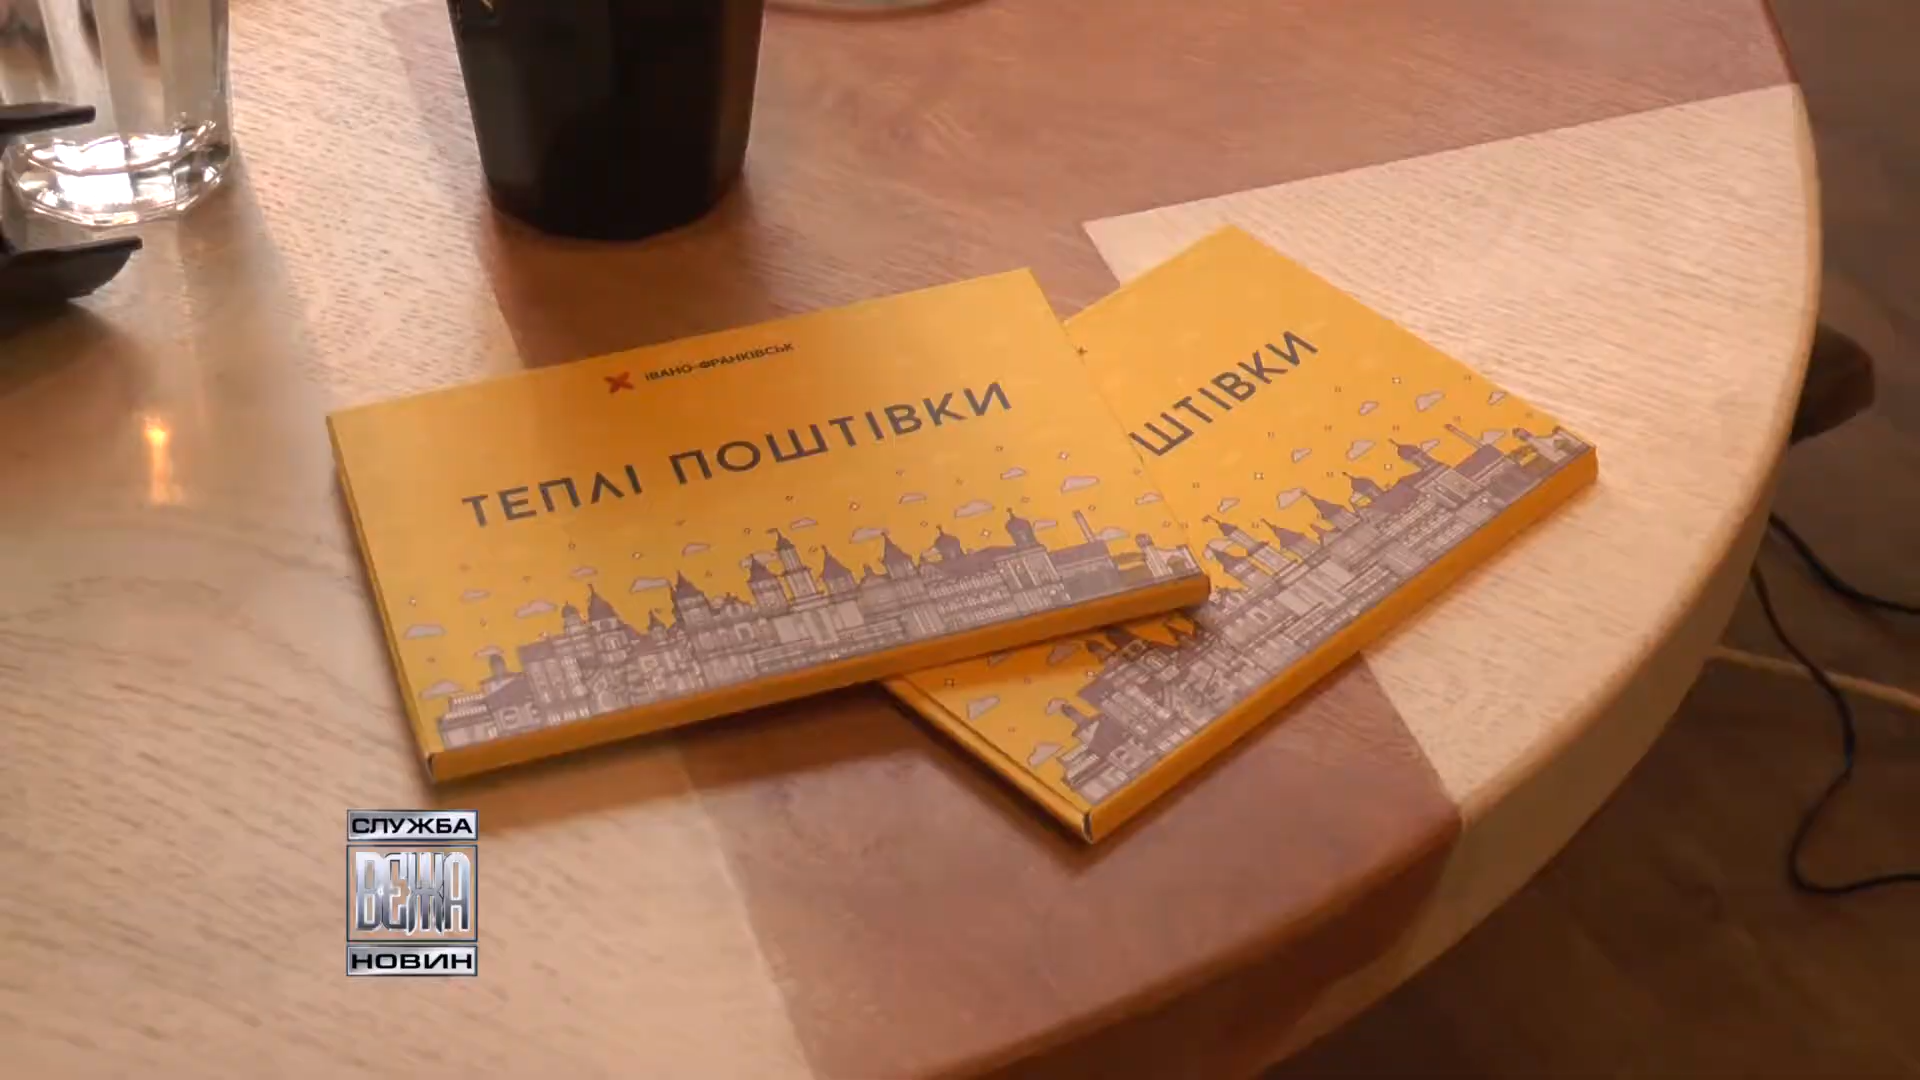 ІВАНО-ФРАНКІВСЬК
ТЕПЛІ ПОШТІВКИ
ШТІВКИ
СЛУЖБА
ВЕЖА
НОВИН